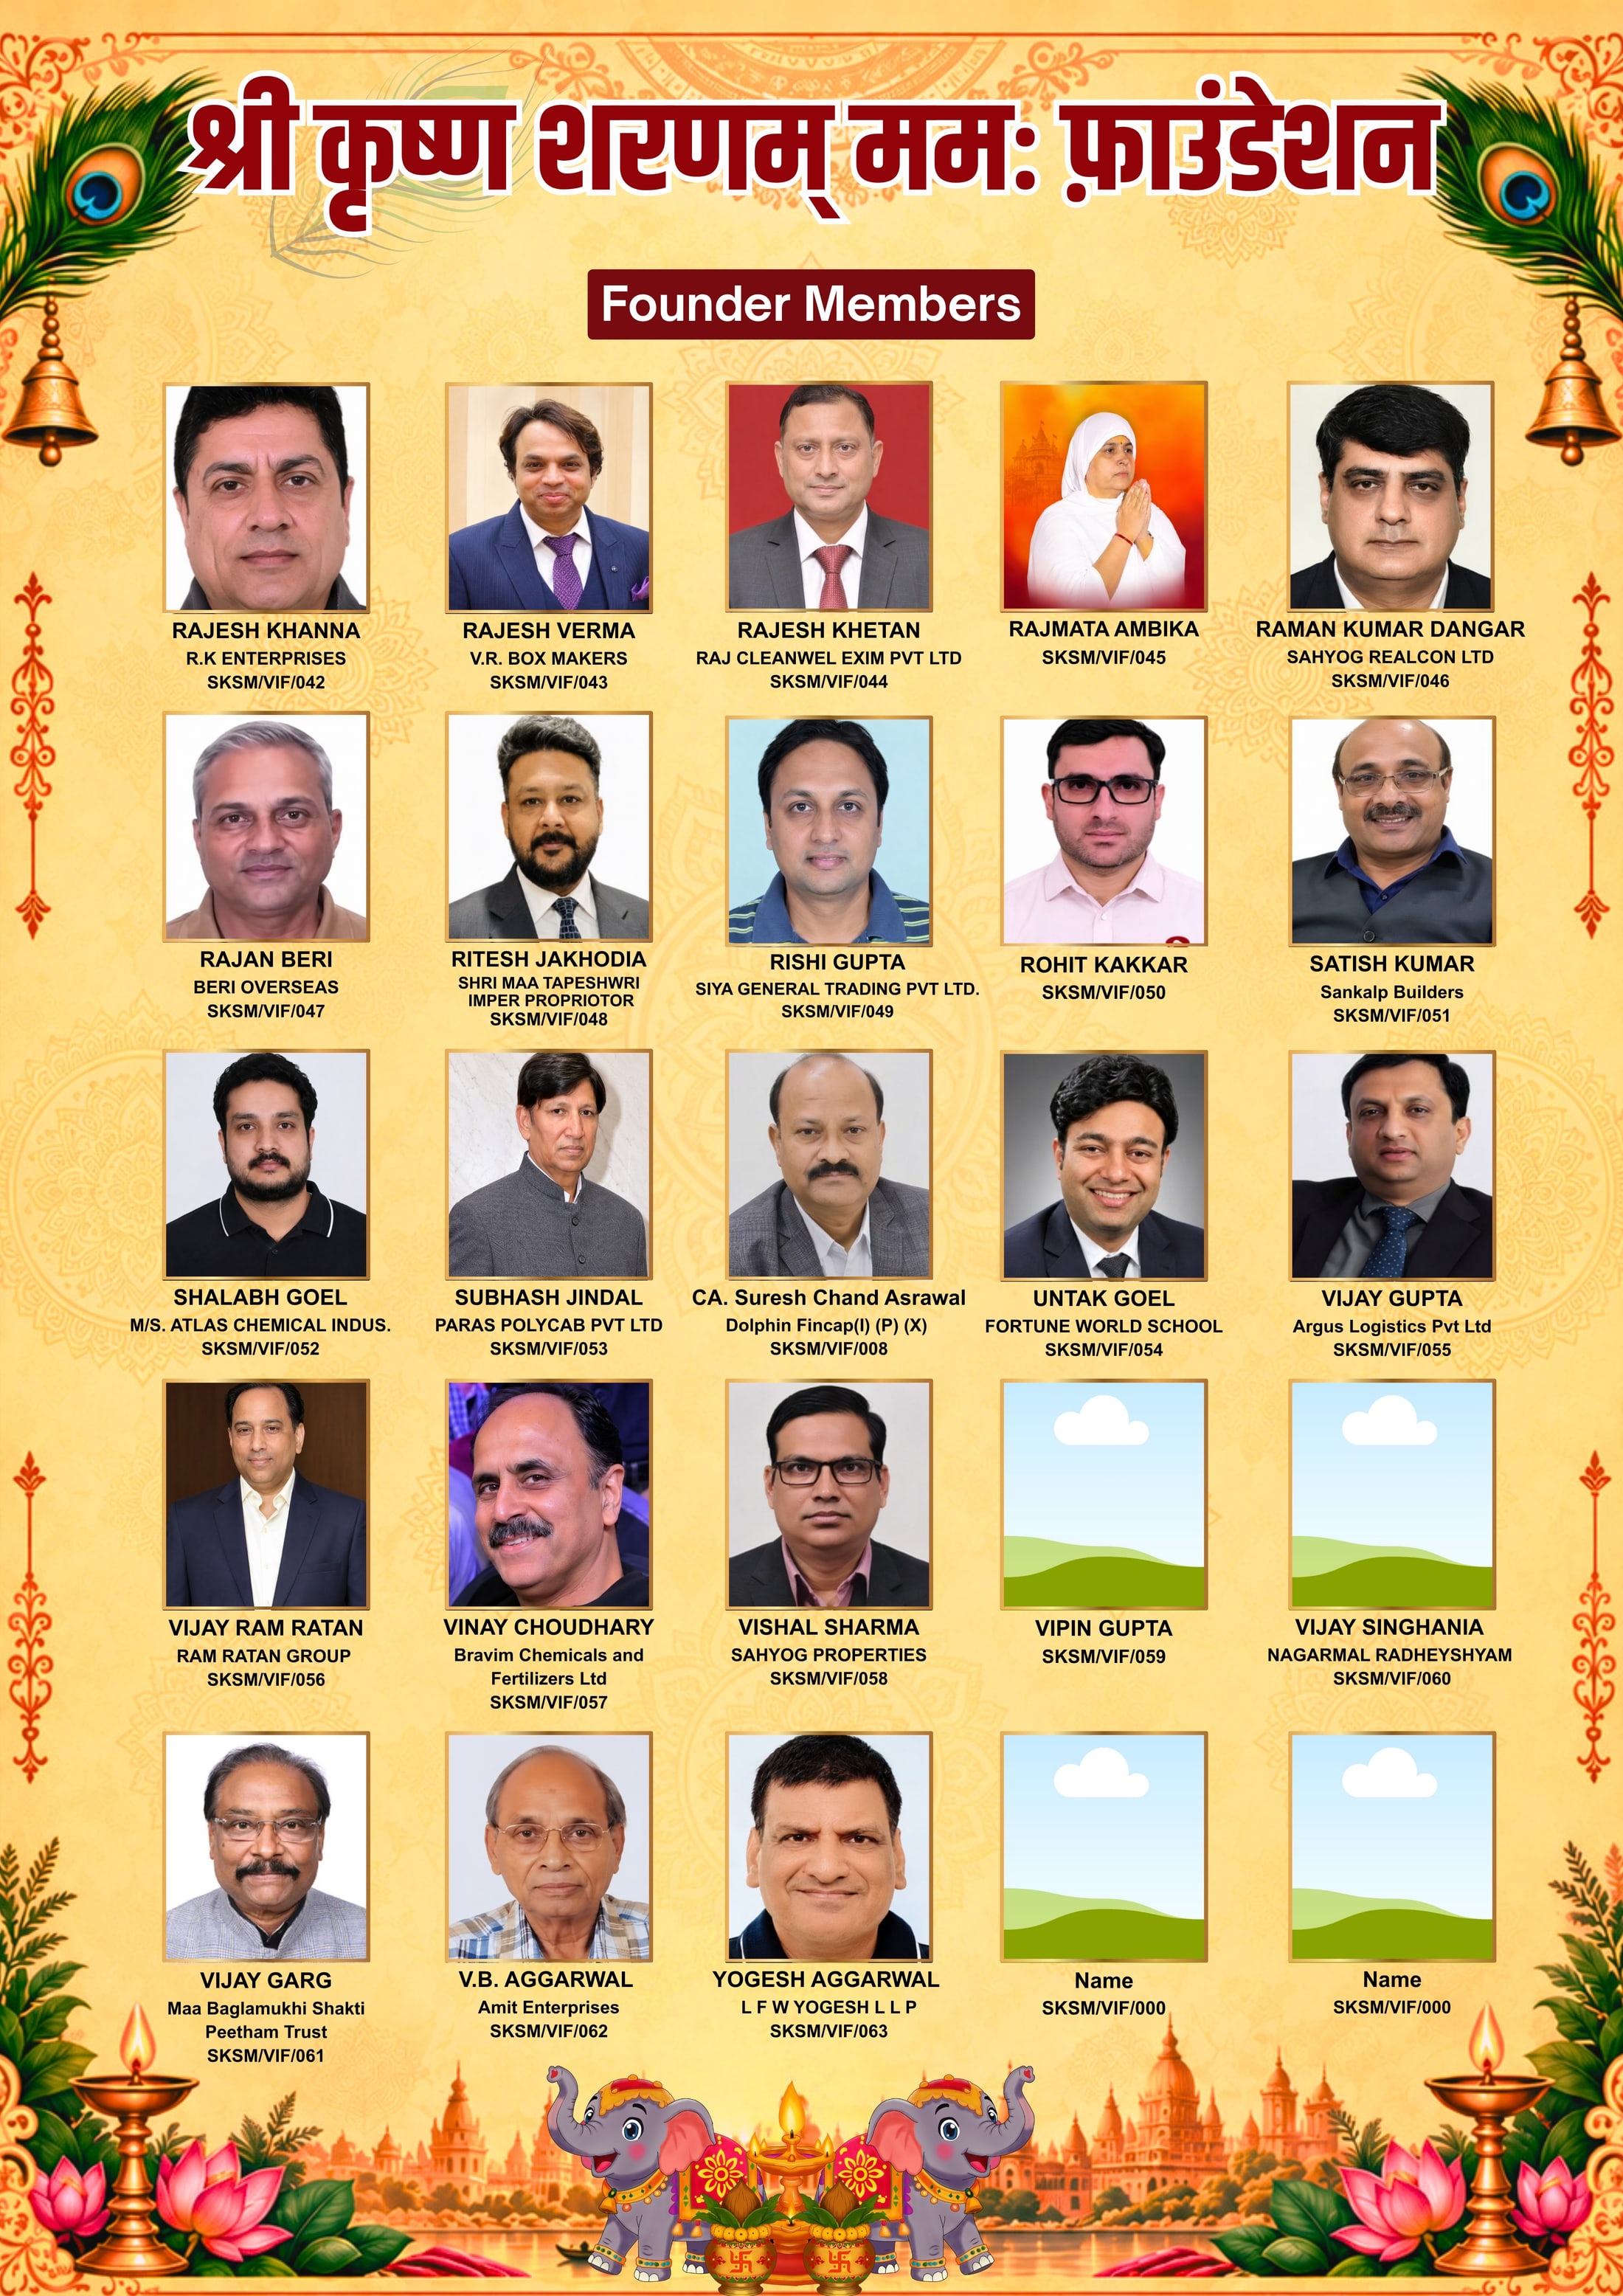 श्री कृष्ण शरणम् ममः फ़ाउंडेशन
Founder Members
RAJESH KHANNA
R.K ENTERPRISES
SKSM/VIF/042
RAJESH VERMA
V.R. BOX MAKERS
SKSM/VIF/043
RAJESH KHETAN
RAJ CLEANWEL EXIM PVT LTD
SKSM/VIF/044
RAJMATA AMBIKA
SKSM/VIF/045
RAMAN KUMAR DANGAR
SAHYOG REALCON LTD
SKSM/VIF/046
RAJAN BERI
BERI OVERSEAS
SKSM/VIF/047
RITESH JAKHODIA
SHRI MAA TAPESHWRI
IMPER PROPRIOTOR
SKSM/VIF/048
RISHI GUPTA
SIYA GENERAL TRADING PVT LTD.
SKSM/VIF/049
ROHIT KAKKAR
SKSM/VIF/050
SATISH KUMAR
Sankalp Builders
SKSM/VIF/051
SHALABH GOEL
M/S. ATLAS CHEMICAL INDUS.
SKSM/VIF/052
SUBHASH JINDAL
PARAS POLYCAB PVT LTD
SKSM/VIF/053
CA. Suresh Chand Asrawal
Dolphin Fincap(I) (P) (X)
SKSM/VIF/008
UNTAK GOEL
FORTUNE WORLD SCHOOL
SKSM/VIF/054
VIJAY GUPTA
Argus Logistics Pvt Ltd
SKSM/VIF/055
VIJAY RAM RATAN
RAM RATAN GROUP
SKSM/VIF/056
VINAY CHOUDHARY
Bravim Chemicals and
Fertilizers Ltd
SKSM/VIF/057
VISHAL SHARMA
SAHYOG PROPERTIES
SKSM/VIF/058
VIPIN GUPTA
SKSM/VIF/059
VIJAY SINGHANIA
NAGARMAL RADHEYSHYAM
SKSM/VIF/060
VIJAY GARG
Maa Baglamukhi Shakti
Peetham Trust
SKSM/VIF/061
V.B. AGGARWAL
Amit Enterprises
SKSM/VIF/062
YOGESH AGGARWAL
L F W YOGESH L L P
SKSM/VIF/063
Name
SKSM/VIF/000
Name
SKSM/VIF/000